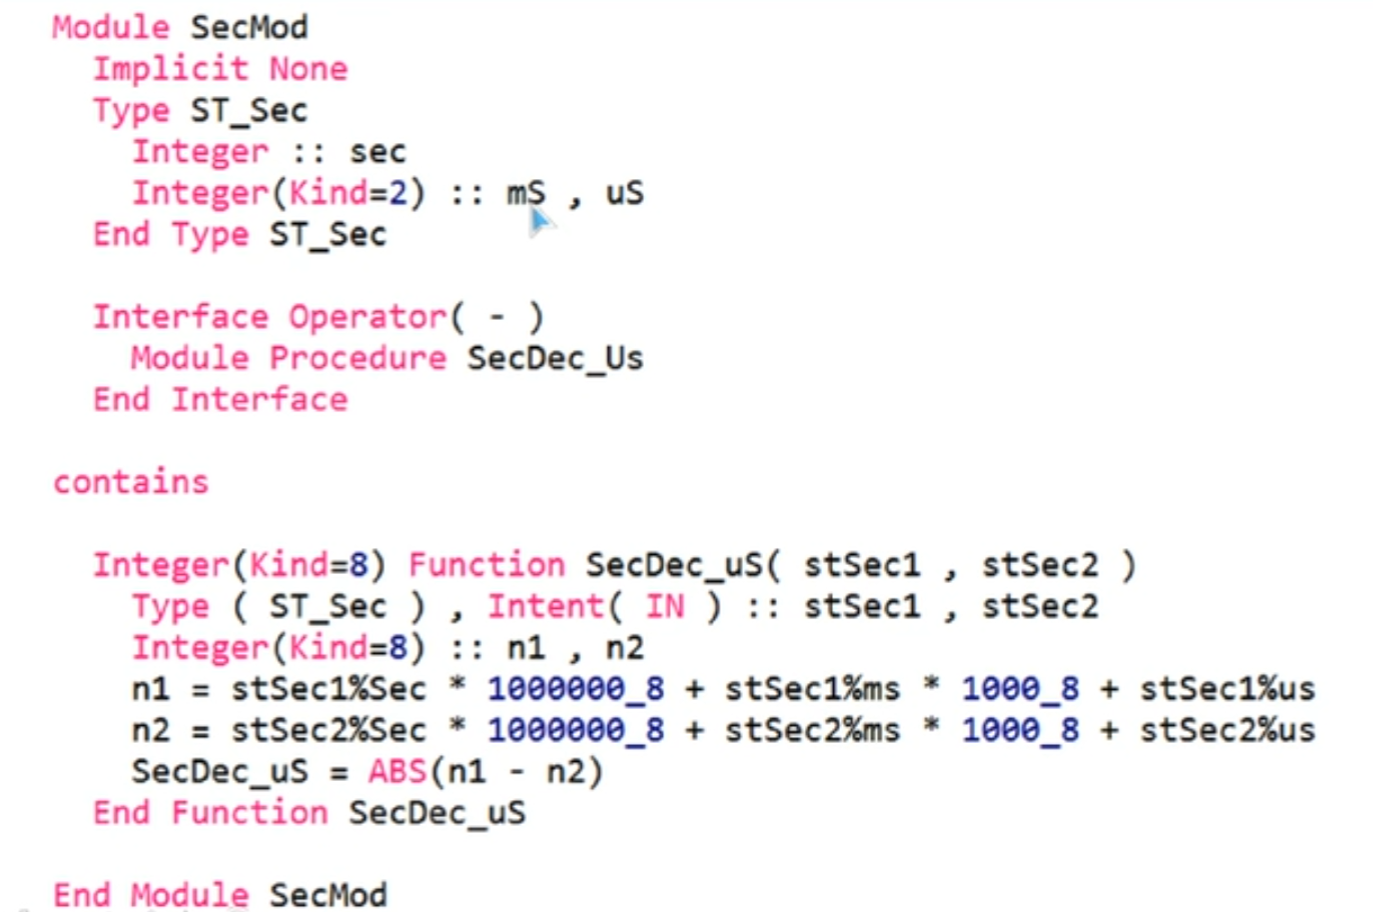 Module SecMod
Implicit None
Type ST_Sec
Integer :: sec
Integer(Kind=2) :: mS , uS
End Type ST_Sec
Interface Operator( - )
Module Procedure SecDec_Us
End Interface
contains
Integer(Kind=8) Function SecDec_uS( stSec1 , stSec2 )
Type ( ST_Sec ) , Intent( IN ) :: stSec1 , stSec2
Integer(Kind=8) :: n1 , n2
n1 = stSec1%Sec * 1000000_8 + stSec1%ms * 1000_8 + stSec1%us
n2 = stSec2%Sec * 1000000_8 + stSec2%ms * 1000_8 + stSec2%us
SecDec_uS = ABS(n1 - n2)
End Function SecDec_uS
End Module SecMod